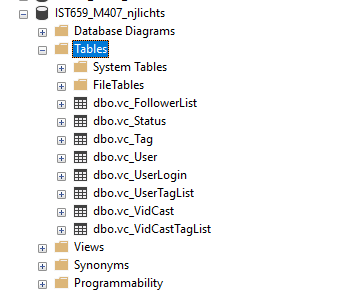 IST659_M407_njlichts
Database Diagrams
Tables
System Tables
FileTables
dbo.vc_FollowerList
dbo.vc_Status
dbo.vc_Tag
dbo.vc_User
dbo.vc_UserLogin
dbo.vc_UserTagList
dbo.vc_VidCast
dbo.vc_VidCastTagList
Views
Synonyms
Programmability